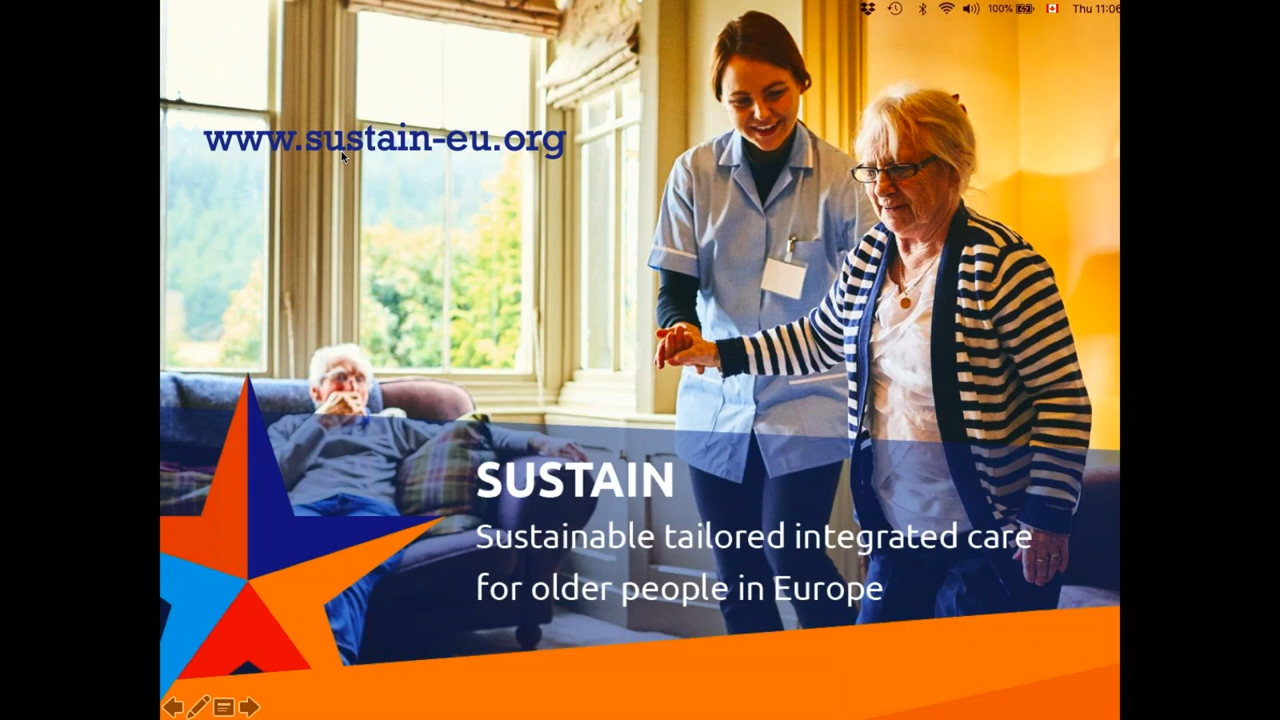 100% Thu 11:06
www.sustain-eu.org
SUSTAIN
Sustainable tailored integrated care
for older people in Europe